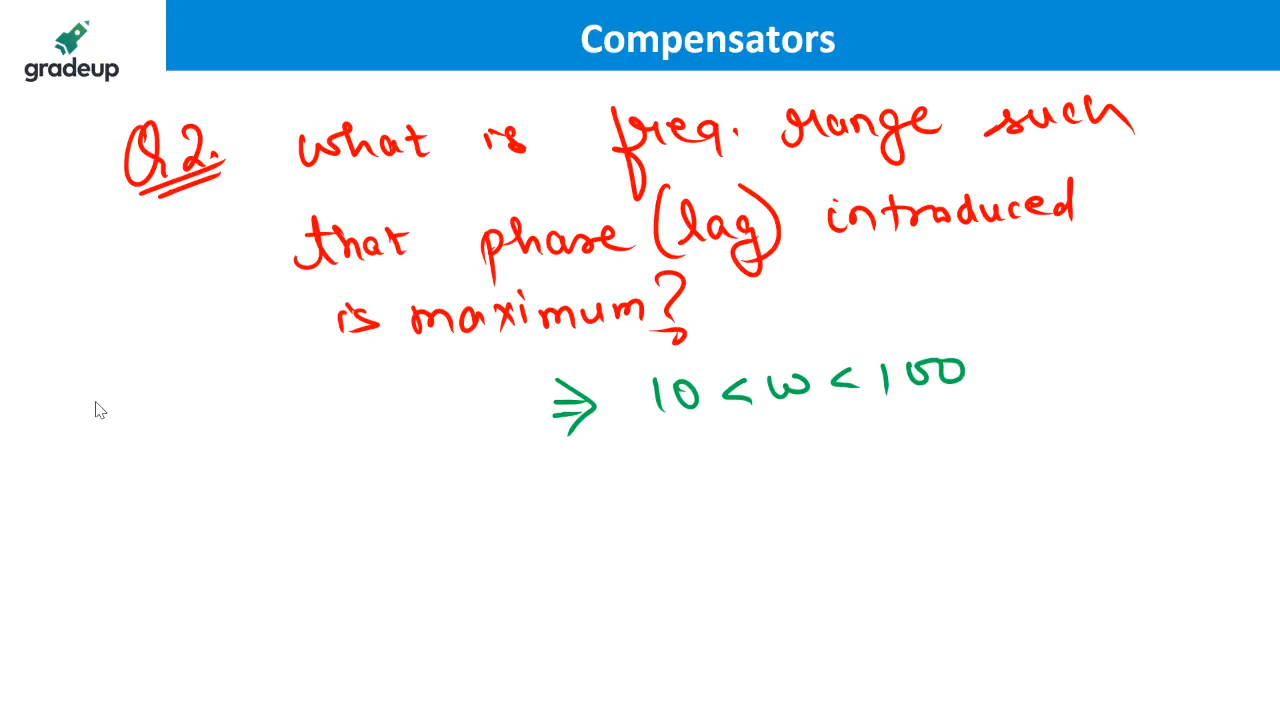 gradeup
Compensators
Q2. what is freq. range such
that phase (lag) introduced
is maximum?
⇒ 10 < ω < 100